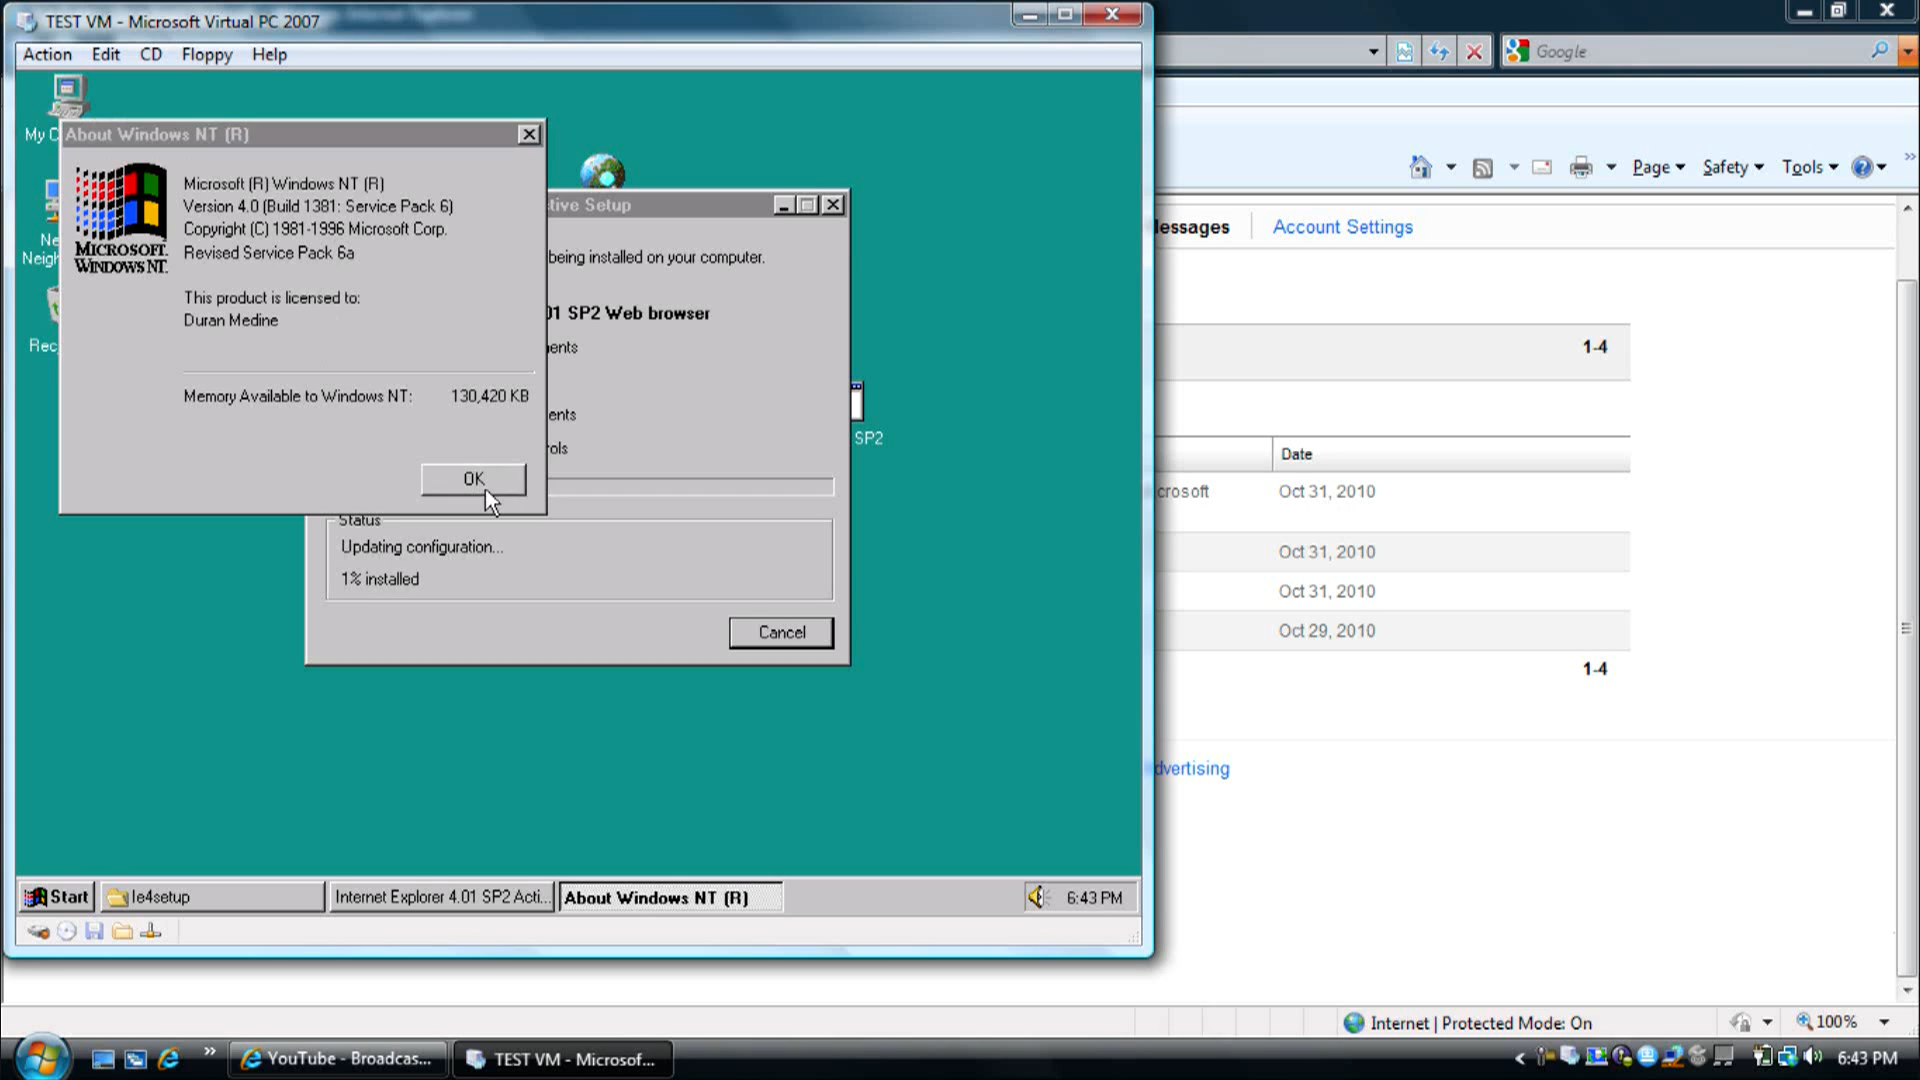 TEST VM - Microsoft Virtual PC 2007
Action Edit CD Floppy Help
Google
My C
About Windows NT (R)
Microsoft (R) Windows NT (R)
Version 4.0 (Build 1381: Service Pack 6)
Copyright (C) 1981-1996 Microsoft Corp.
Revised Service Pack 6a
MICROSOFT.
WINDOWS NT.
This product is licensed to:
Duran Medine
Memory Available to Windows NT: 130,420 KB
OK
Ne
Neigh
Rec
tive Setup
being installed on your computer.
01 SP2 Web browser
ents
ents
rols
Status
Updating configuration...
1% installed
Cancel
SP2
Page Safety Tools
essages Account Settings
1-4
Date
crosoft Oct 31, 2010
Oct 31, 2010
Oct 31, 2010
Oct 29, 2010
1-4
dvertising
Start Ie4setup Internet Explorer 4.01 SP2 Acti... About Windows NT (R) 6:43 PM
Internet | Protected Mode: On 100%
YouTube - Broadcas... TEST VM - Microsof... 6:43 PM